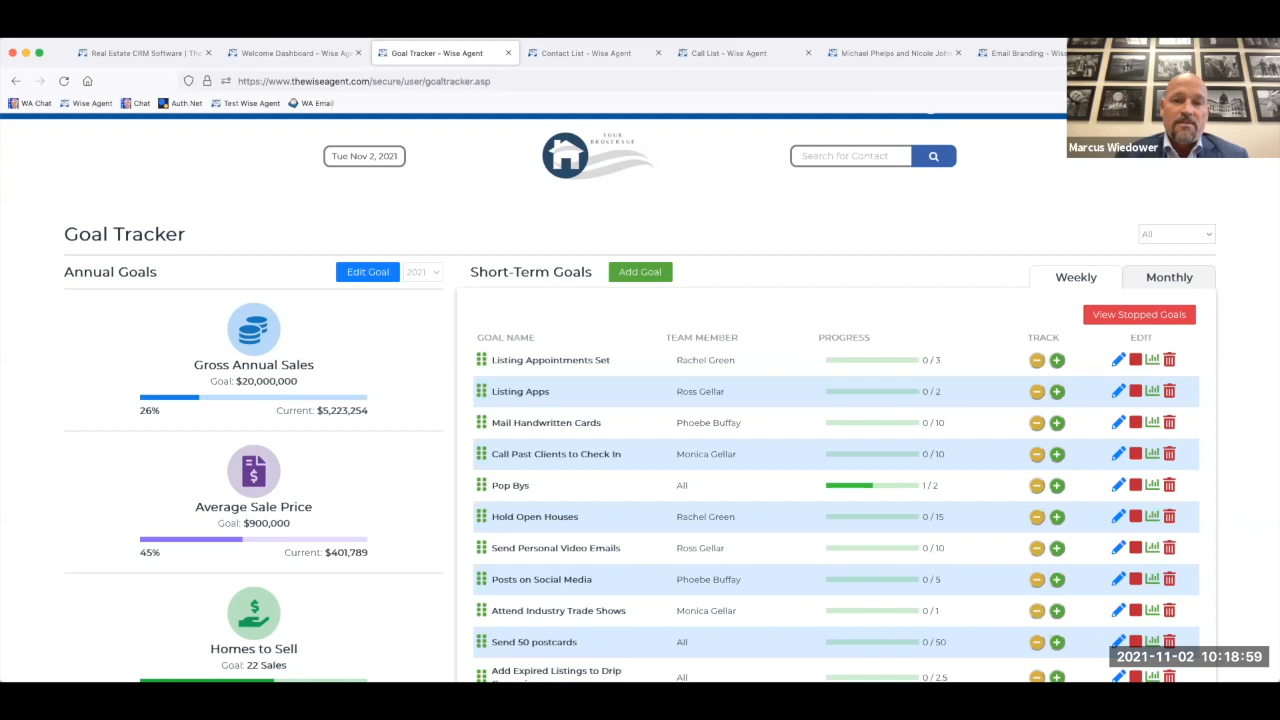 Real Estate CRM Software | The
Welcome Dashboard - Wise Age
Goal Tracker - Wise Agent
Contact List - Wise Agent
Call List - Wise Agent
Michael Phelps and Nicole John
Email Branding - Wis
https://www.thewiseagent.com/secure/user/goaltracker.asp
WA Chat
Wise Agent
Chat
Auth.Net
Test Wise Agent
WA Email
Marcus Wiedower
Tue Nov 2, 2021
YOUR
BROKERAGE
Search for Contact
Goal Tracker
All
Annual Goals
Edit Goal
2021
Short-Term Goals
Add Goal
Weekly
Monthly
View Stopped Goals
GOAL NAME TEAM MEMBER PROGRESS TRACK EDIT
Listing Appointments Set Rachel Green 0 / 3
Listing Apps Ross Gellar 0 / 2
Mail Handwritten Cards Phoebe Buffay 0 / 10
Call Past Clients to Check In Monica Gellar 0 / 10
Pop Bys All 1 / 2
Hold Open Houses Rachel Green 0 / 15
Send Personal Video Emails Ross Gellar 0 / 10
Posts on Social Media Phoebe Buffay 0 / 5
Attend Industry Trade Shows Monica Gellar 0 / 1
Send 50 postcards All 0 / 50
Add Expired Listings to Drip
All 0 / 2.5
Gross Annual Sales
Goal: $20,000,000
26% Current: $5,223,254
Average Sale Price
Goal: $900,000
45% Current: $401,789
Homes to Sell
Goal: 22 Sales
2021-11-02 10:18:59